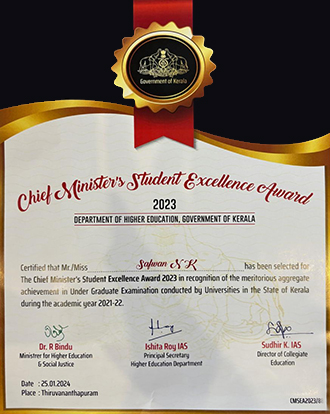 Government of Kerala
Chief Minister's Student Excellence Award
2023
DEPARTMENT OF HIGHER EDUCATION, GOVERNMENT OF KERALA
Certified that Mr./Miss Safwan N K has been selected for
The Chief Minister's Student Excellence Award 2023 in recognition of the meritorious aggregate
achievement in Under Graduate Examination conducted by Universities in the State of Kerala
during the academic year 2021-22.
Dr. R Bindu
Minister for Higher Education
& Social Justice
Ishita Roy IAS
Principal Secretary
Higher Education Department
Sudhir K. IAS
Director of Collegiate
Education
Date : 25.01.2024
Place : Thiruvananthapuram